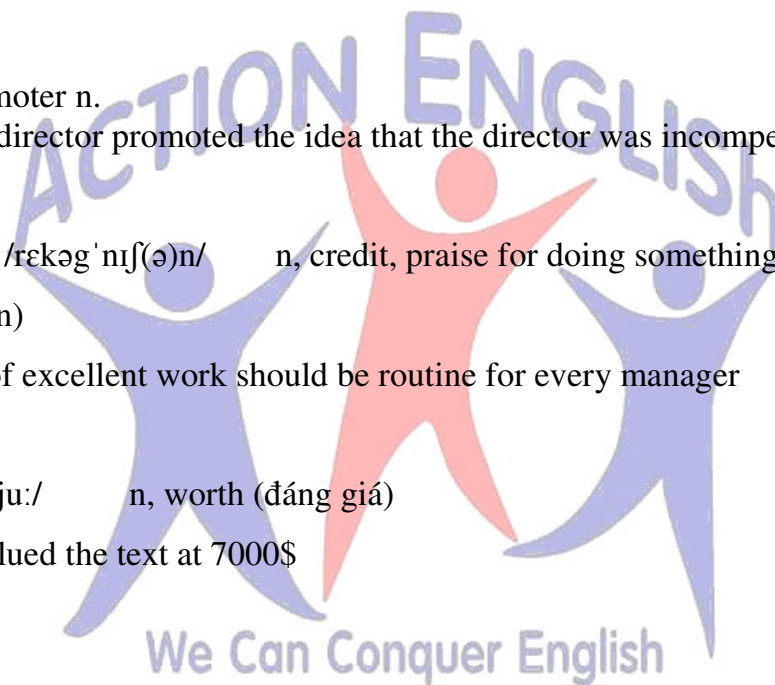 ACTION ENGLISH
moter n.
director promoted the idea that the director was incompe
/rɛkəgˈnɪʃ(ə)n/ n, credit, praise for doing something
n)
of excellent work should be routine for every manager
juː/ n, worth (đáng giá)
lued the text at 7000$
We Can Conquer English